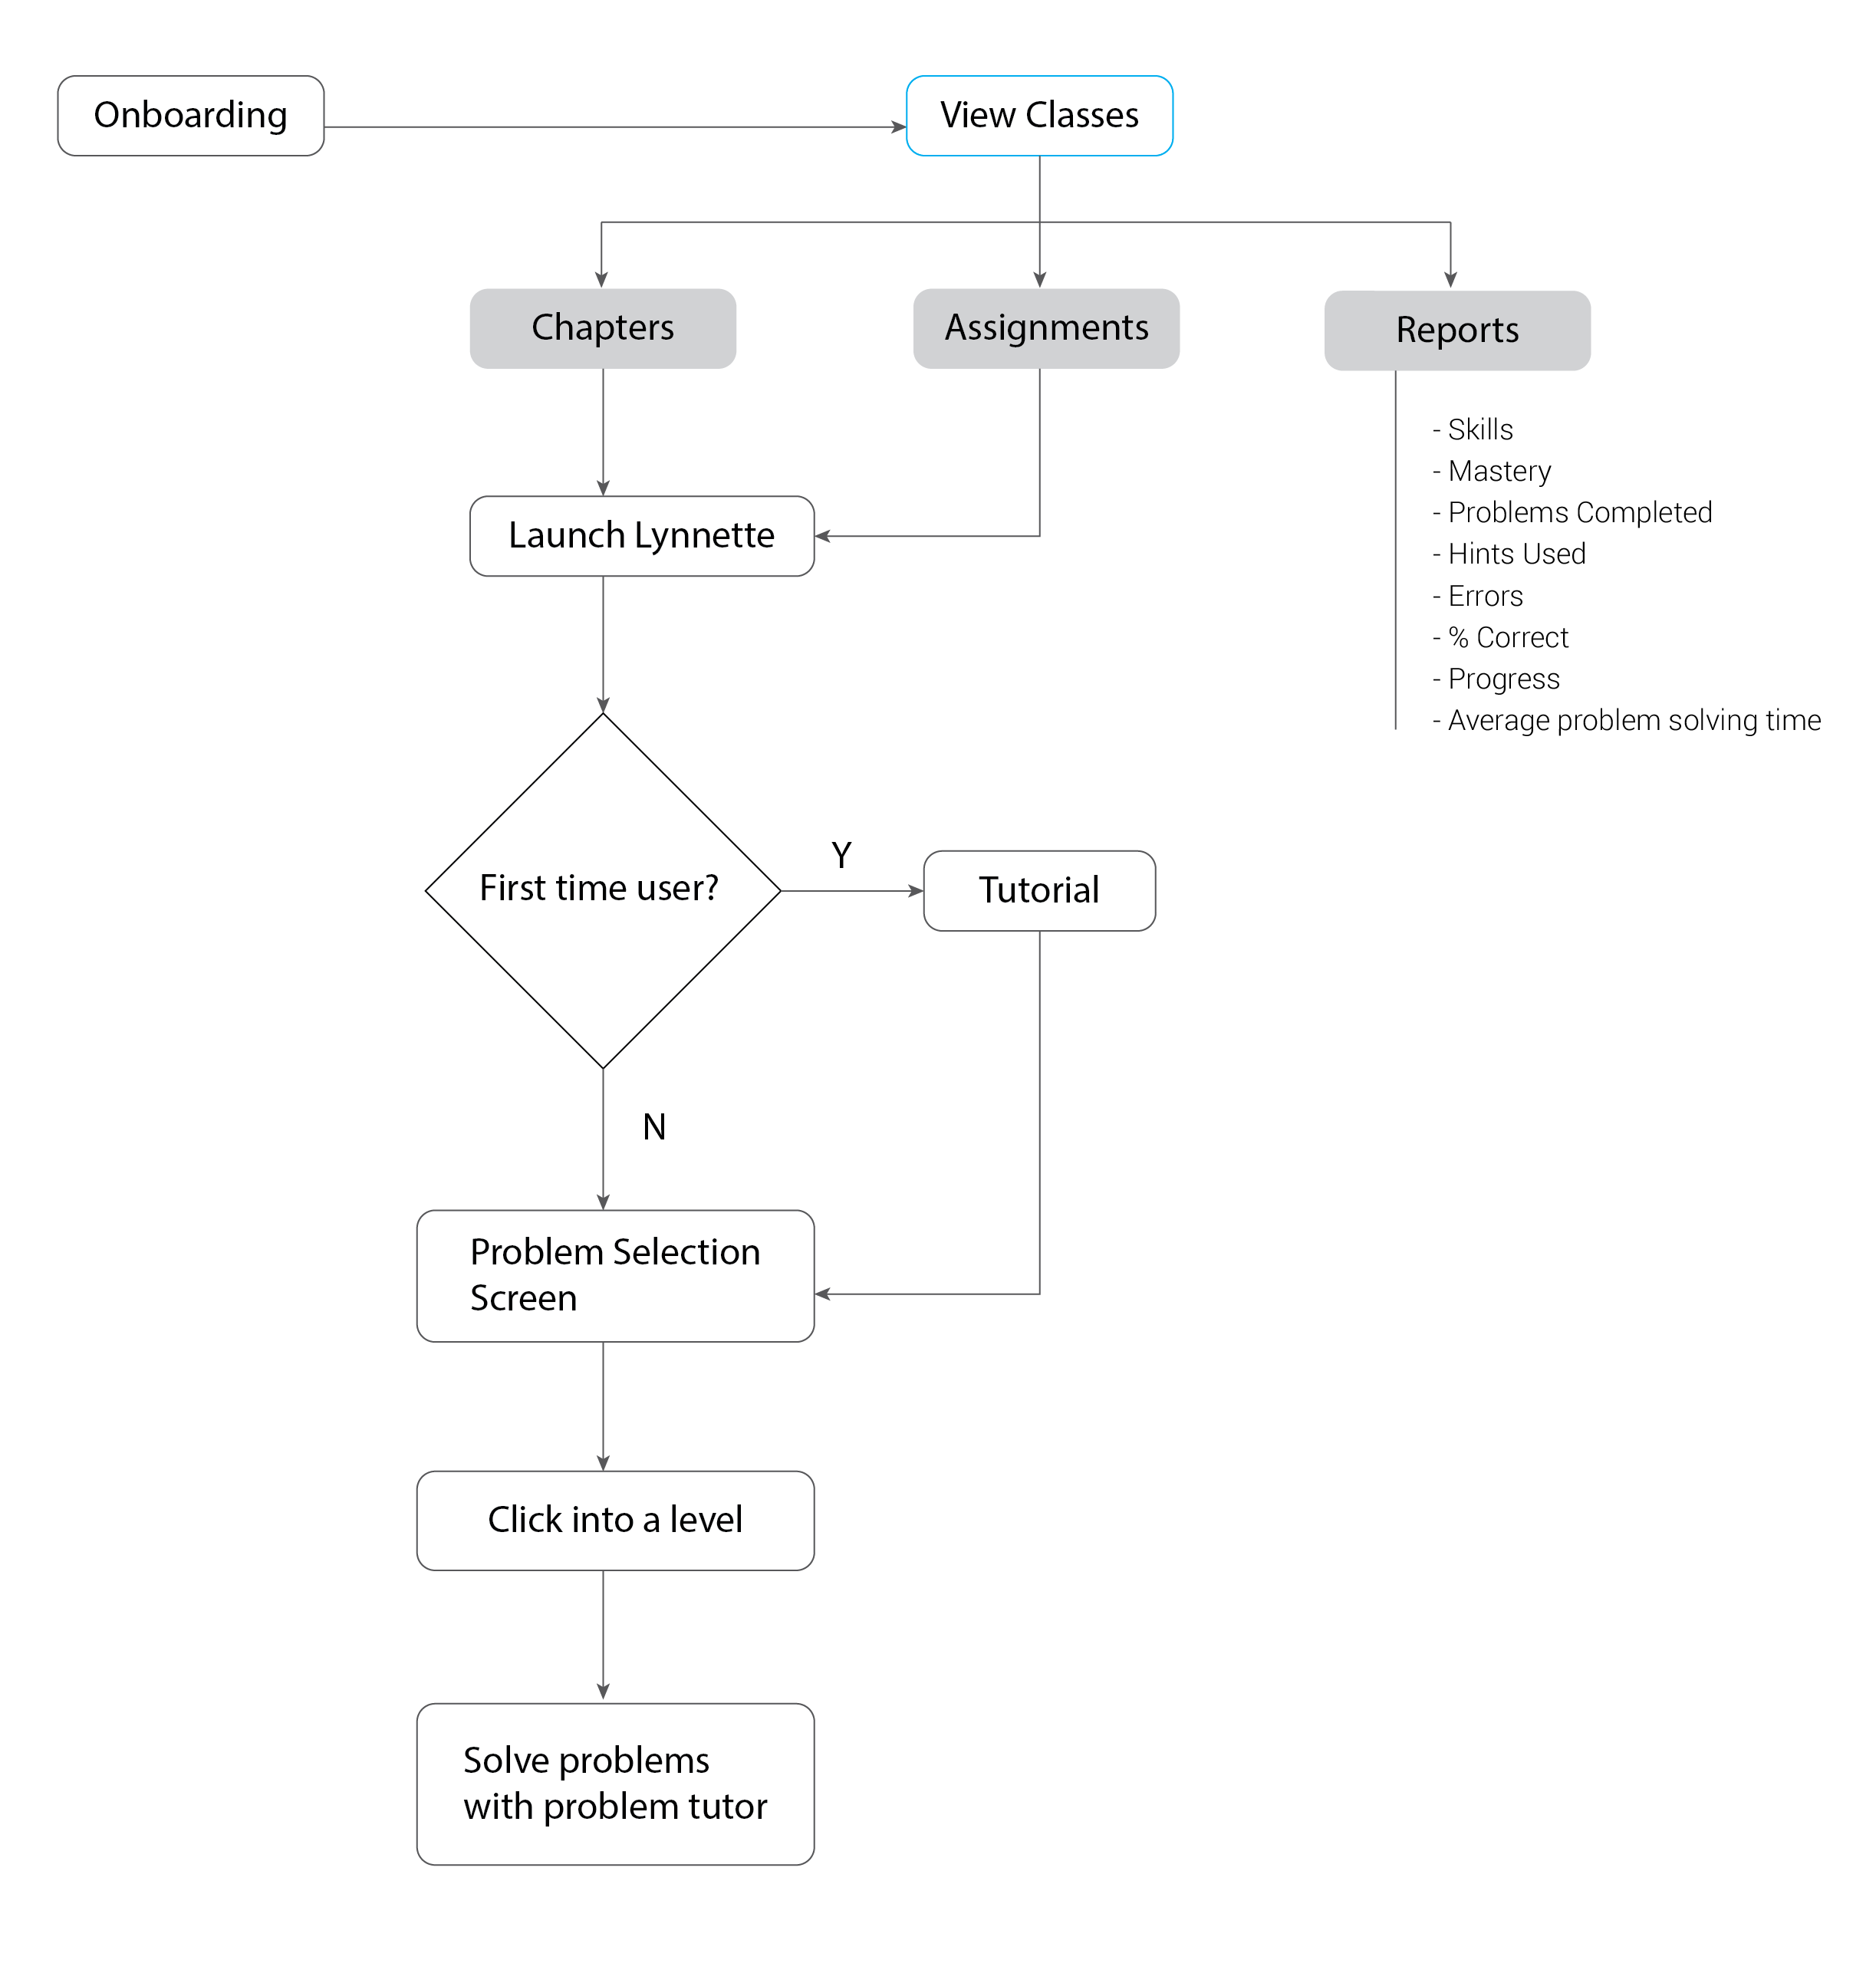 Onboarding
View Classes
Chapters
Assignments
Reports
- Skills
- Mastery
- Problems Completed
- Hints Used
- Errors
- % Correct
- Progress
- Average problem solving time
Launch Lynnette
First time user?
Y
Tutorial
N
Problem Selection
Screen
Click into a level
Solve problems
with problem tutor